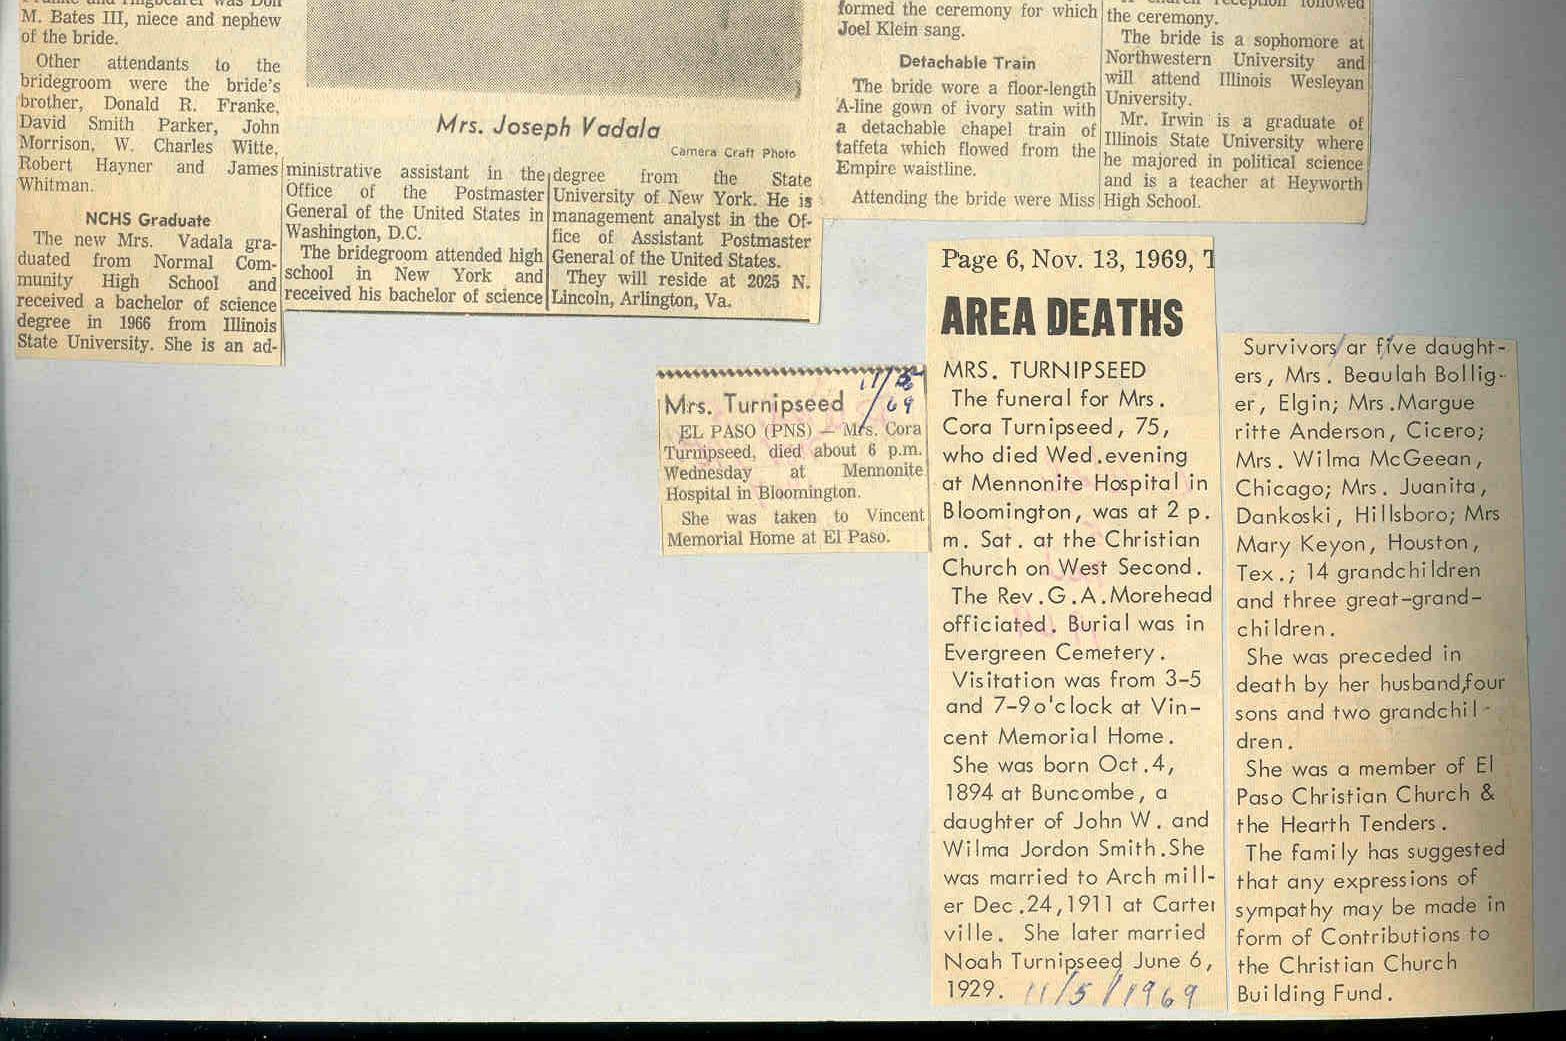 M. Bates III, niece and nephew
of the bride.
Other attendants to the
bridegroom were the bride's
brother, Donald R. Franke,
David Smith Parker, John
Morrison, W. Charles Witte,
Robert Hayner and James
Whitman.
NCHS Graduate
The new Mrs. Vadala gra-
duated from Normal Com-
munity High School and
received a bachelor of science
degree in 1966 from Illinois
State University. She is an ad-
Mrs. Joseph Vadala
Camera Craft Photo
ministrative assistant in the
Office of the Postmaster
General of the United States in
Washington, D.C.
The bridegroom attended high
school in New York and
received his bachelor of science
degree from the State
University of New York. He is
management analyst in the Of-
fice of Assistant Postmaster
General of the United States.
They will reside at 2025 N.
Lincoln, Arlington, Va.
formed the ceremony for which
Joel Klein sang.
Detachable Train
The bride wore a floor-length
A-line gown of ivory satin with
a detachable chapel train of
taffeta which flowed from the
Empire waistline.
Attending the bride were Miss
church reception followed
the ceremony.
The bride is a sophomore at
Northwestern University and
will attend Illinois Wesleyan
University.
Mr. Irwin is a graduate of
Illinois State University where
he majored in political science
and is a teacher at Heyworth
High School.
11/5/69
Mrs. Turnipseed
EL PASO (PNS) — Mrs. Cora
Turnipseed, died about 6 p.m.
Wednesday at Mennonite
Hospital in Bloomington.
She was taken to Vincent
Memorial Home at El Paso.
Page 6, Nov. 13, 1969,
AREA DEATHS
MRS. TURNIPSEED
The funeral for Mrs.
Cora Turnipseed, 75,
who died Wed.evening
at Mennonite Hospital in
Bloomington, was at 2 p.
m. Sat. at the Christian
Church on West Second.
The Rev.G.A.Morehead
officiated. Burial was in
Evergreen Cemetery.
Visitation was from 3-5
and 7-9o'clock at Vin-
cent Memorial Home.
She was born Oct.4,
1894 at Buncombe, a
daughter of John W. and
Wilma Jordon Smith.She
was married to Arch mill-
er Dec.24,1911 at Carter
ville. She later married
Noah Turnipseed June 6,
1929. 11/5/1969
Survivors ar five daught-
ers, Mrs. Beaulah Bollig-
er, Elgin; Mrs.Margue
ritte Anderson, Cicero;
Mrs. Wilma McGeean,
Chicago; Mrs. Juanita,
Dankoski, Hillsboro; Mrs
Mary Keyon, Houston,
Tex.; 14 grandchildren
and three great-grand-
children.
She was preceded in
death by her husband,four
sons and two grandchil-
dren.
She was a member of El
Paso Christian Church &
the Hearth Tenders.
The family has suggested
that any expressions of
sympathy may be made in
form of Contributions to
the Christian Church
Building Fund.